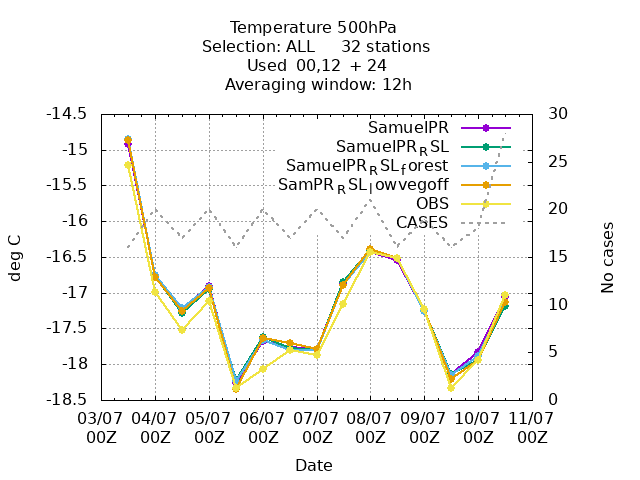 Temperature 500hPa
Selection: ALL 32 stations
Used 00,12 + 24
Averaging window: 12h
-14.5
-15
-15.5
-16
-16.5
-17
-17.5
-18
-18.5
deg C
30
25
20
15
10
5
0
No cases
SamuelPR
SamuelPR_RSL
SamuelPR_RSL_forest
SamPR_RSL_lowvegoff
OBS
CASES
03/07 04/07 05/07 06/07 07/07 08/07 09/07 10/07 11/07
00Z 00Z 00Z 00Z 00Z 00Z 00Z 00Z 00Z
Date